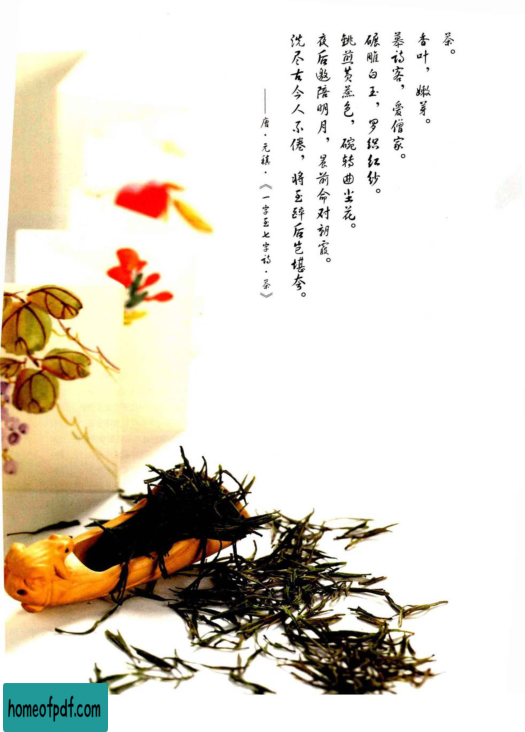 茶。
香叶，嫩芽。
慕诗客，爱僧家。
碾雕白玉，罗织红纱。
铫煎黄蕊色，碗转曲尘花。
夜后邀陪明月，晨前命对朝霞。
洗尽古今人不倦，将至醉后岂堪夸。
——唐·元稹·《一字至七字诗·茶》
homeofpdf.com